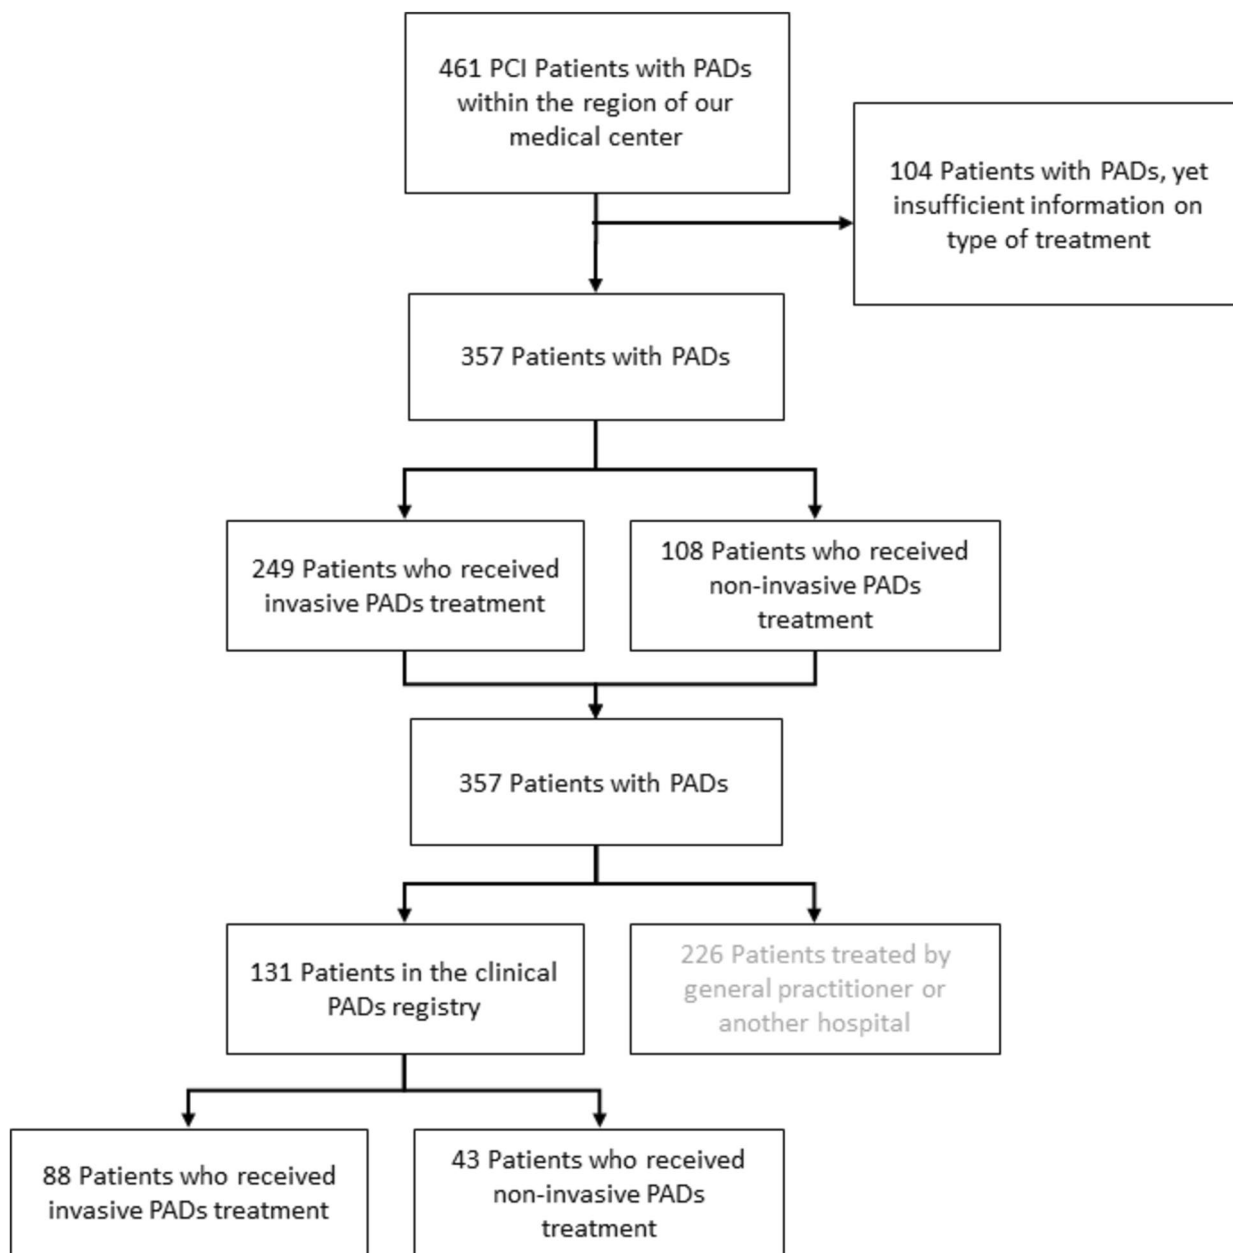 461 PCI Patients with PADs
within the region of our
medical center
104 Patients with PADs, yet
insufficient information on
type of treatment
357 Patients with PADs
249 Patients who received
invasive PADs treatment
108 Patients who received
non-invasive PADs
treatment
357 Patients with PADs
131 Patients in the clinical
PADs registry
226 Patients treated by
general practitioner or
another hospital
88 Patients who received
invasive PADs treatment
43 Patients who received
non-invasive PADs
treatment